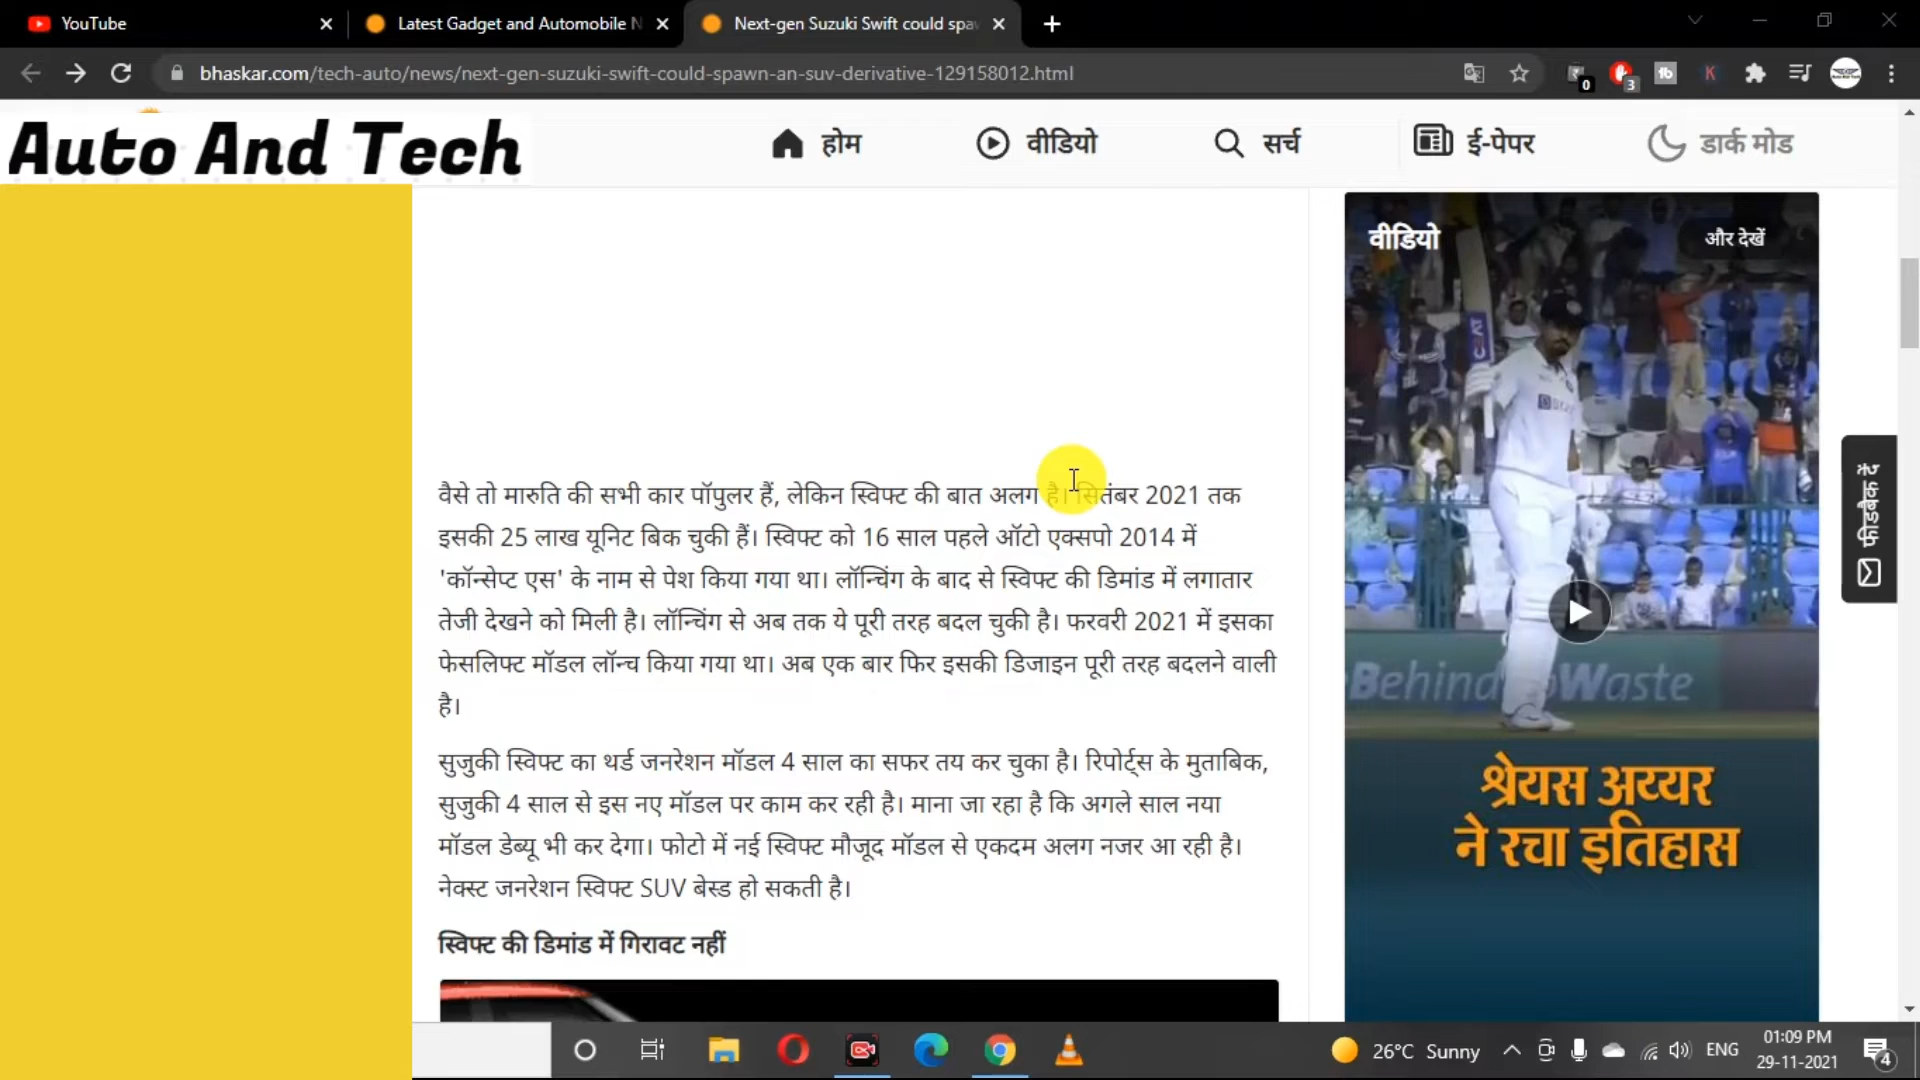 YouTube
Latest Gadget and Automobile N
Next-gen Suzuki Swift could spa
bhaskar.com/tech-auto/news/next-gen-suzuki-swift-could-spawn-an-suv-derivative-129158012.html
0
3
tb
K
Auto And Tech
होम
वीडियो
सर्च
ई-पेपर
डार्क मोड
वीडियो
और देखें
CEAT
फीडबैक दें
वैसे तो मारुति की सभी कार पॉपुलर हैं, लेकिन स्विफ्ट की बात अलग है। सितंबर 2021 तक
इसकी 25 लाख यूनिट बिक चुकी हैं। स्विफ्ट को 16 साल पहले ऑटो एक्सपो 2014 में
'कॉन्सेप्ट एस' के नाम से पेश किया गया था। लॉन्चिंग के बाद से स्विफ्ट की डिमांड में लगातार
तेजी देखने को मिली है। लॉन्चिंग से अब तक ये पूरी तरह बदल चुकी है। फरवरी 2021 में इसका
फेसलिफ्ट मॉडल लॉन्च किया गया था। अब एक बार फिर इसकी डिजाइन पूरी तरह बदलने वाली
है।
सुजुकी स्विफ्ट का थर्ड जनरेशन मॉडल 4 साल का सफर तय कर चुका है। रिपोर्ट्स के मुताबिक,
सुजुकी 4 साल से इस नए मॉडल पर काम कर रही है। माना जा रहा है कि अगले साल नया
मॉडल डेब्यू भी कर देगा। फोटो में नई स्विफ्ट मौजूद मॉडल से एकदम अलग नजर आ रही है।
नेक्स्ट जनरेशन स्विफ्ट SUV बेस्ड हो सकती है।
स्विफ्ट की डिमांड में गिरावट नहीं
Behind Waste
श्रेयस अय्यर
ने रचा इतिहास
26°C Sunny
ENG
01:09 PM
29-11-2021
4